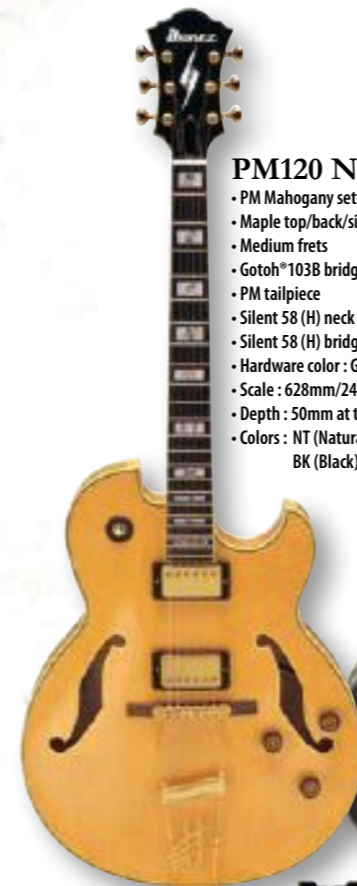 Ibanez
PM120 N
• PM Mahogany set
• Maple top/back/si
• Medium frets
• Gotoh®103B bridg
• PM tailpiece
• Silent 58 (H) neck
• Silent 58 (H) bridg
• Hardware color : G
• Scale : 628mm/24
• Depth : 50mm at t
• Colors : NT (Natura
BK (Black)